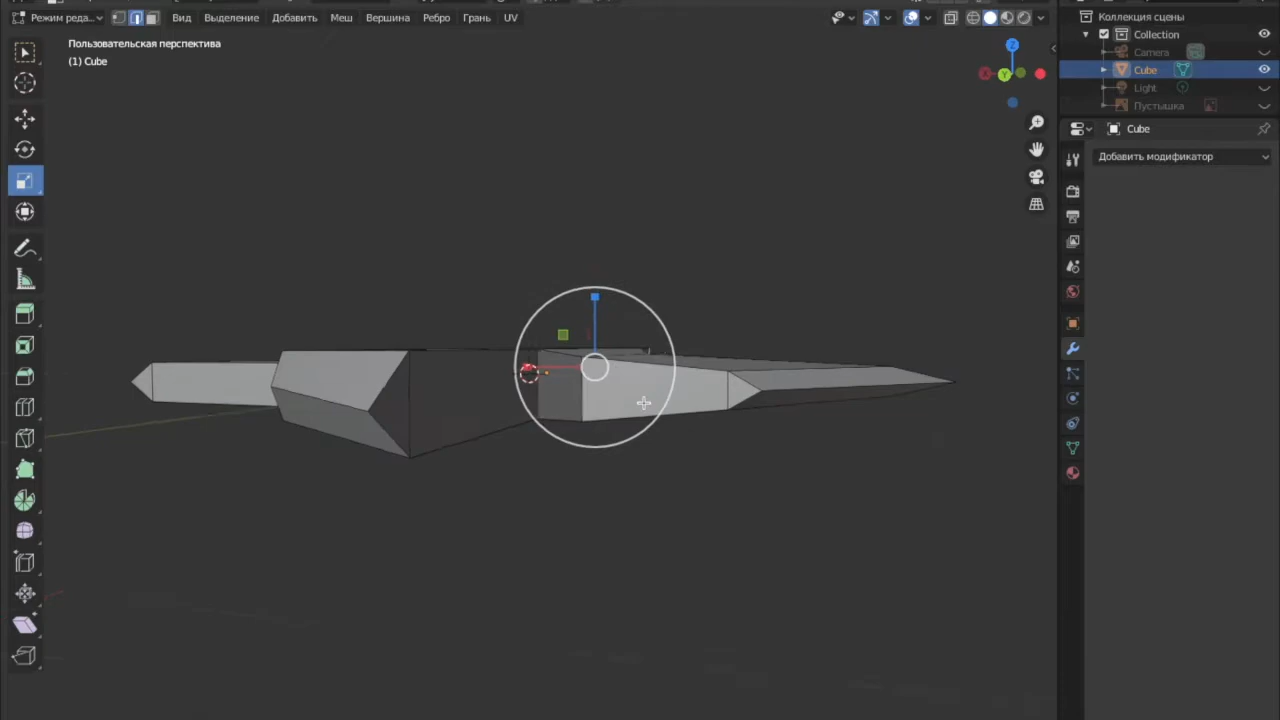 Режим реда... Вид Выделение Добавить Меш Вершина Ребро Грань UV
Пользовательская перспектива
(1) Cube
Z
Y
Коллекция сцены
Collection
Camera
Cube
Light
Пустышка
Cube
Добавить модификатор